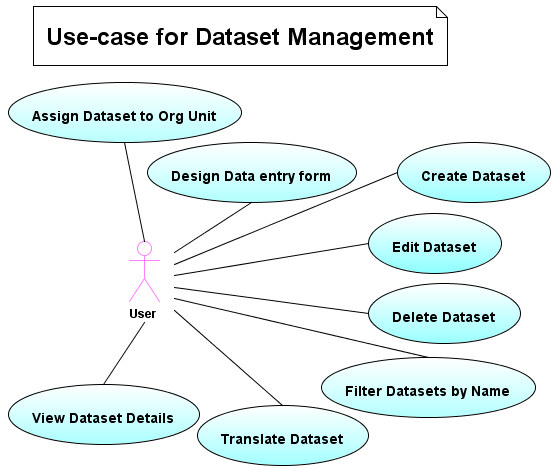 Use-case for Dataset Management
Assign Dataset to Org Unit
Design Data entry form
Create Dataset
Edit Dataset
Delete Dataset
User
Filter Datasets by Name
View Dataset Details
Translate Dataset